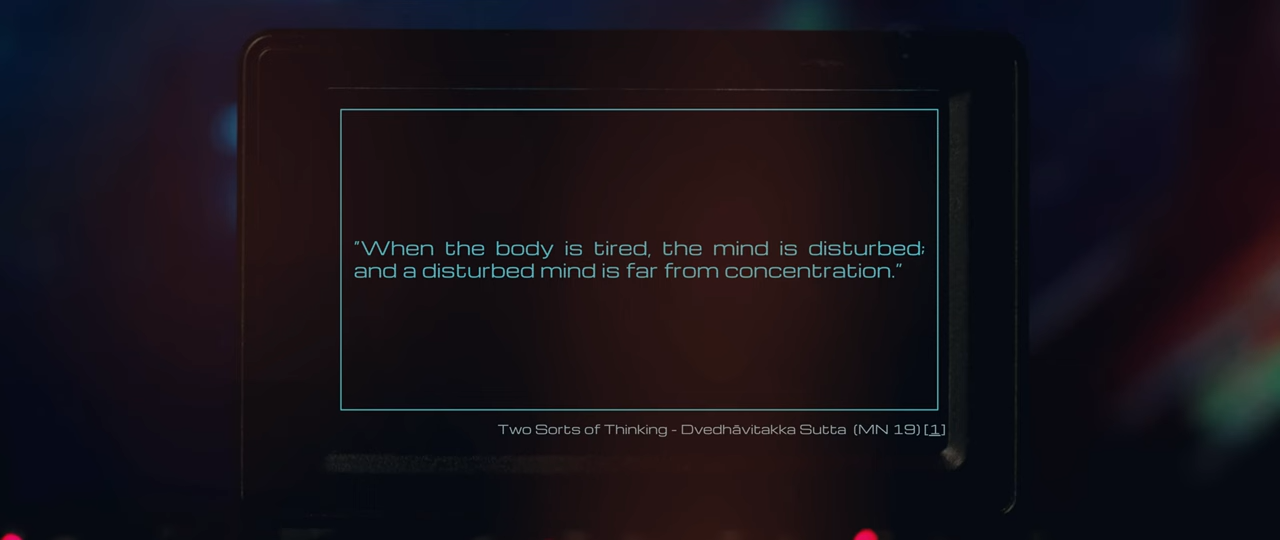 "When the body is tired, the mind is disturbed;
and a disturbed mind is far from concentration."
Two Sorts of Thinking - Dvedhāvitakka Sutta (MN 19) [1]